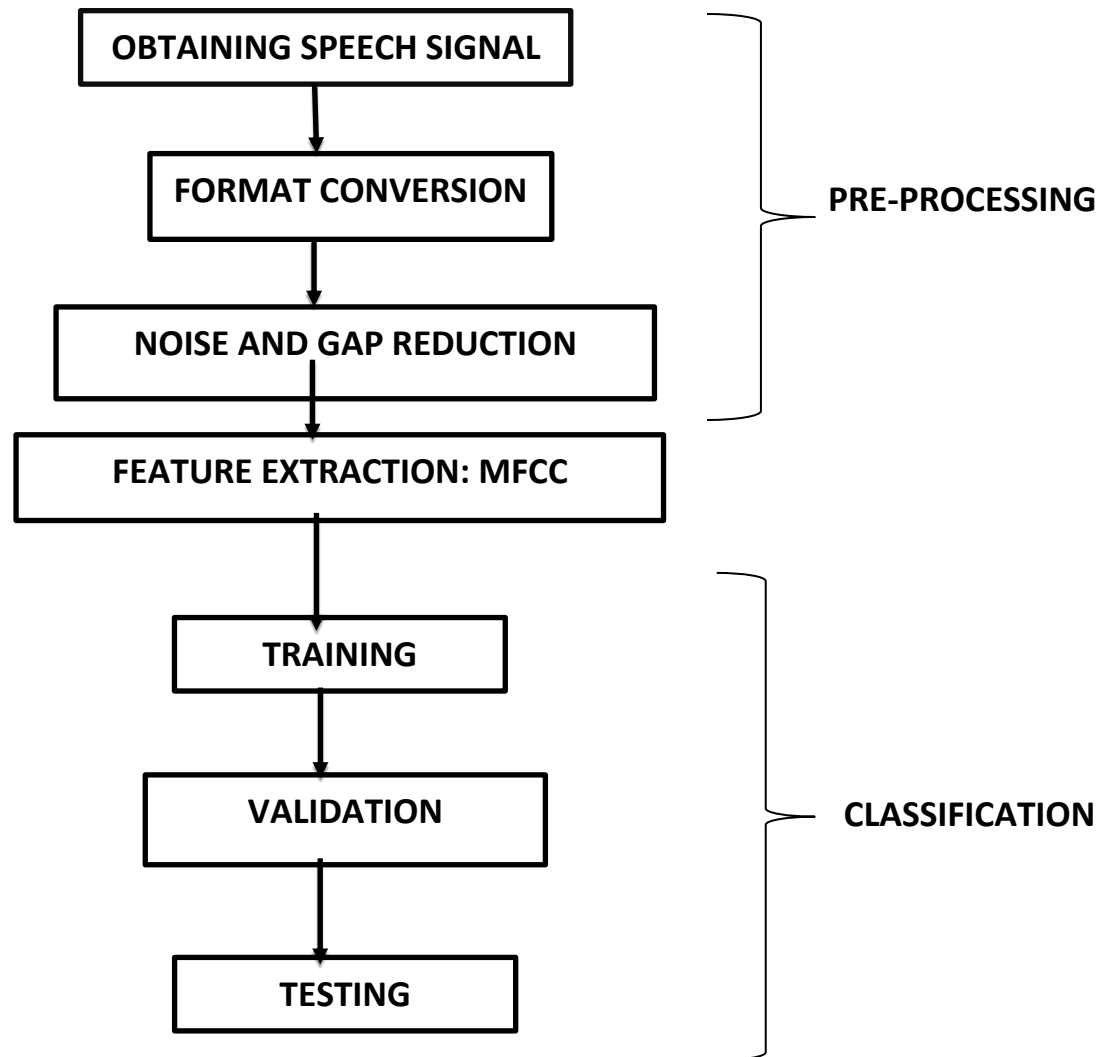 OBTAINING SPEECH SIGNAL
FORMAT CONVERSION
PRE-PROCESSING
NOISE AND GAP REDUCTION
FEATURE EXTRACTION: MFCC
TRAINING
VALIDATION
CLASSIFICATION
TESTING